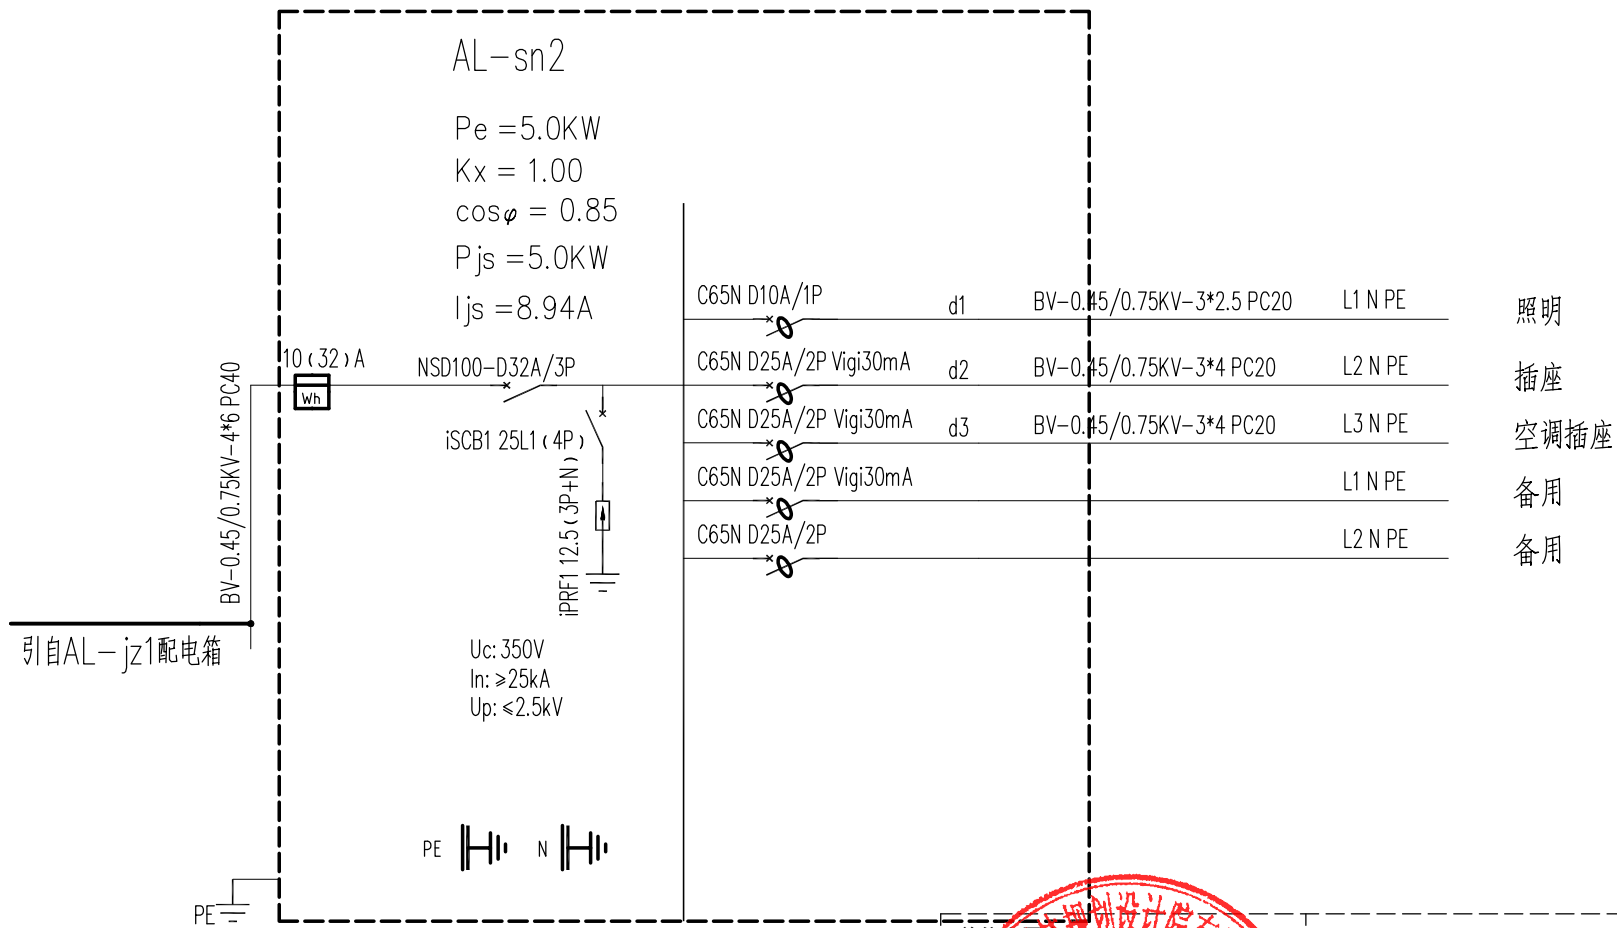 AL-sn2
Pe =5.0KW
Kx = 1.00
cosφ = 0.85
Pjs =5.0KW
Ijs =8.94A
C65N D10A/1P d1 BV-0.45/0.75KV-3*2.5 PC20 L1 N PE 照明
10(32)A
Wh
NSD100-D32A/3P
C65N D25A/2P Vigi30mA d2 BV-0.45/0.75KV-3*4 PC20 L2 N PE 插座
C65N D25A/2P Vigi30mA d3 BV-0.45/0.75KV-3*4 PC20 L3 N PE 空调插座
C65N D25A/2P Vigi30mA L1 N PE 备用
C65N D25A/2P L2 N PE 备用
iSCB1 25L1(4P)
iPRF1 12.5(3P+N)
BV-0.45/0.75KV-4*6 PC40
引自AL-jz1配电箱
Uc: 350V
In: ≥25kA
Up: ≤2.5kV
PE N
PE
划设计院